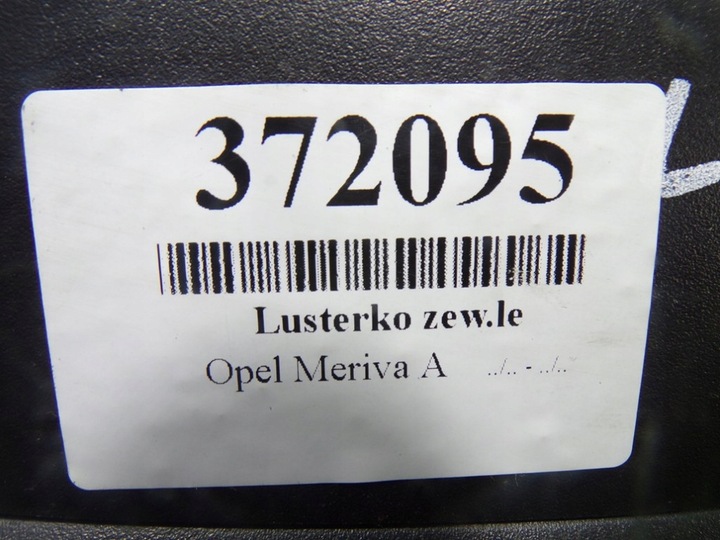 372095
Lusterko zew.le
Opel Meriva A ../.. - ../..